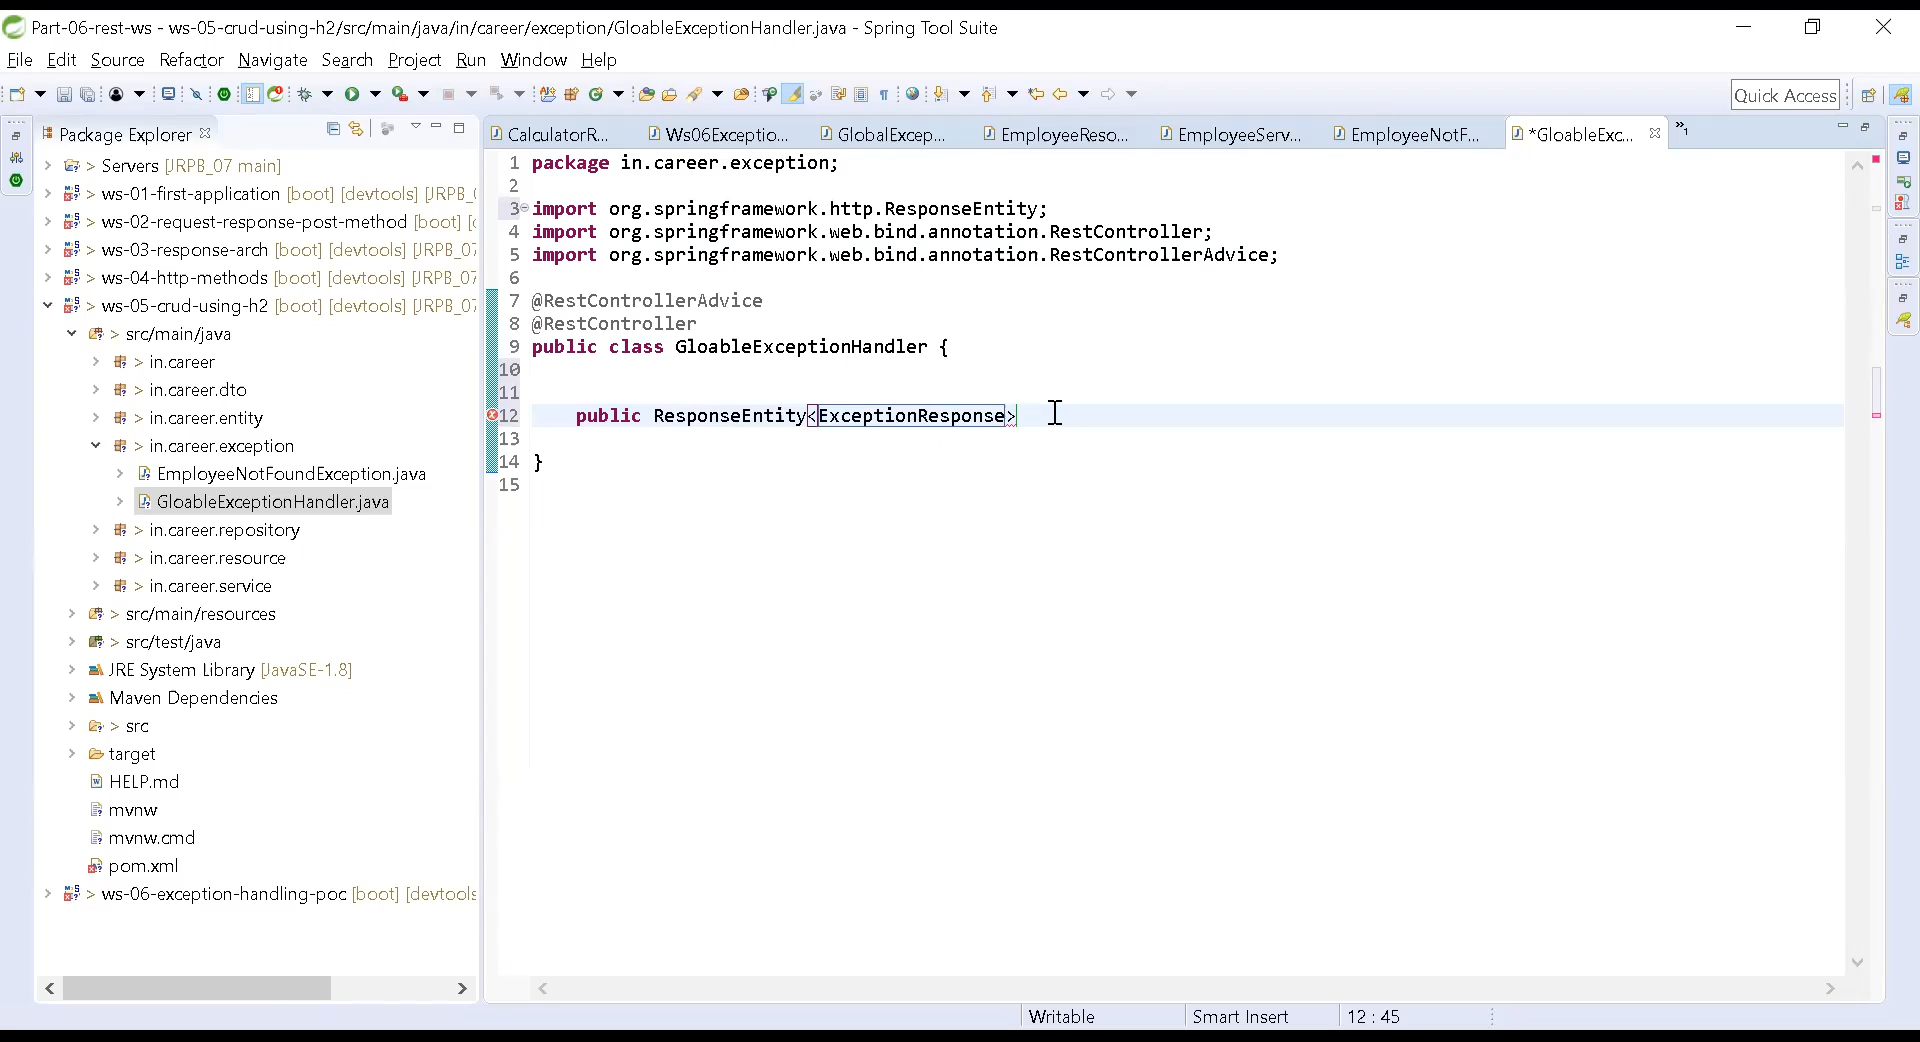 Part-06-rest-ws - ws-05-crud-using-h2/src/main/java/in/career/exception/GloableExceptionHandler.java - Spring Tool Suite
File Edit Source Refactor Navigate Search Project Run Window Help
Quick Access
Package Explorer
CalculatorR... Ws06Exceptio... GlobalExcep... EmployeeReso... EmployeeServ... EmployeeNotF... *GloableExc... »1
> Servers [JRPB_07 main]
> ws-01-first-application [boot] [devtools] [JRPB_0
> ws-02-request-response-post-method [boot] [
> ws-03-response-arch [boot] [devtools] [JRPB_07
> ws-04-http-methods [boot] [devtools] [JRPB_07
> ws-05-crud-using-h2 [boot] [devtools] [JRPB_07
> src/main/java
> in.career
> in.career.dto
> in.career.entity
> in.career.exception
EmployeeNotFoundException.java
GloableExceptionHandler.java
> in.career.repository
> in.career.resource
> in.career.service
> src/main/resources
> src/test/java
JRE System Library [JavaSE-1.8]
Maven Dependencies
> src
target
HELP.md
mvnw
mvnw.cmd
pom.xml
> ws-06-exception-handling-poc [boot] [devtools
1 package in.career.exception;
2
3 import org.springframework.http.ResponseEntity;
4 import org.springframework.web.bind.annotation.RestController;
5 import org.springframework.web.bind.annotation.RestControllerAdvice;
6
7 @RestControllerAdvice
8 @RestController
9 public class GloableExceptionHandler {
10
11
12 public ResponseEntity<ExceptionResponse>
13
14 }
15
Writable Smart Insert 12 : 45